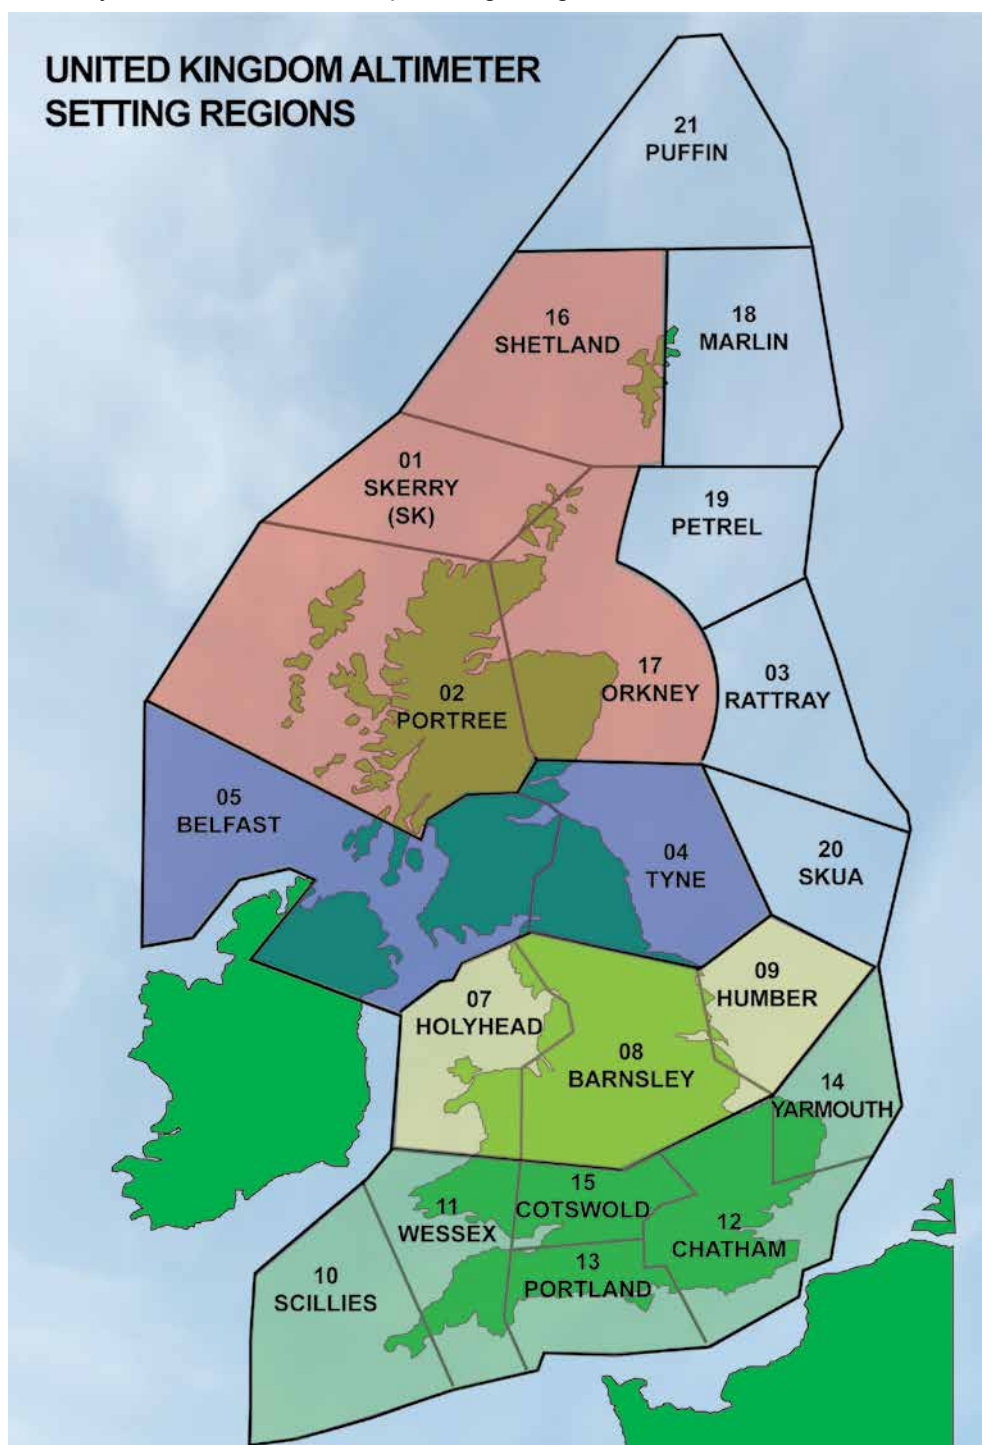 UNITED KINGDOM ALTIMETER
SETTING REGIONS
21
PUFFIN
16
SHETLAND
18
MARLIN
01
SKERRY
(SK)
19
PETREL
17
ORKNEY
03
RATTRAY
02
PORTREE
05
BELFAST
04
TYNE
20
SKUA
09
HUMBER
07
HOLYHEAD
08
BARNSLEY
14
YARMOUTH
15
COTSWOLD
11
WESSEX
12
CHATHAM
13
PORTLAND
10
SCILLIES